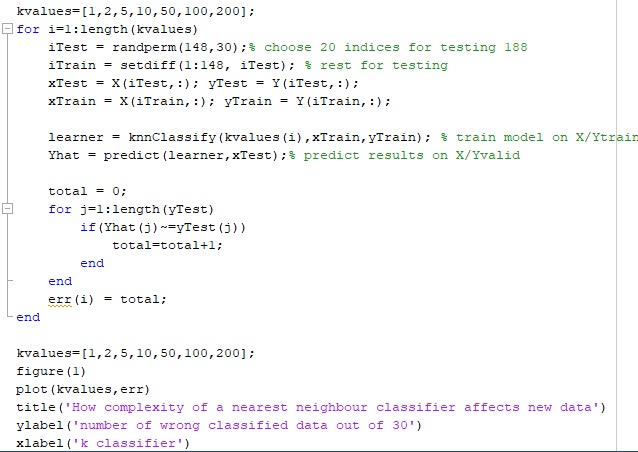 kvalues=[1,2,5,10,50,100,200];
for i=1:length(kvalues)
iTest = randperm(148,30);% choose 20 indices for testing 188
iTrain = setdiff(1:148, iTest); % rest for testing
xTest = X(iTest,:); yTest = Y(iTest,:);
xTrain = X(iTrain,:); yTrain = Y(iTrain,:);
learner = knnClassify(kvalues(i),xTrain,yTrain); % train model on X/Ytrain
Yhat = predict(learner,xTest);% predict results on X/Yvalid
total = 0;
for j=1:length(yTest)
if(Yhat(j)~=yTest(j))
total=total+1;
end
end
err(i) = total;
end
kvalues=[1,2,5,10,50,100,200];
figure(1)
plot(kvalues,err)
title('How complexity of a nearest neighbour classifier affects new data')
ylabel('number of wrong classified data out of 30')
xlabel('k classifier')